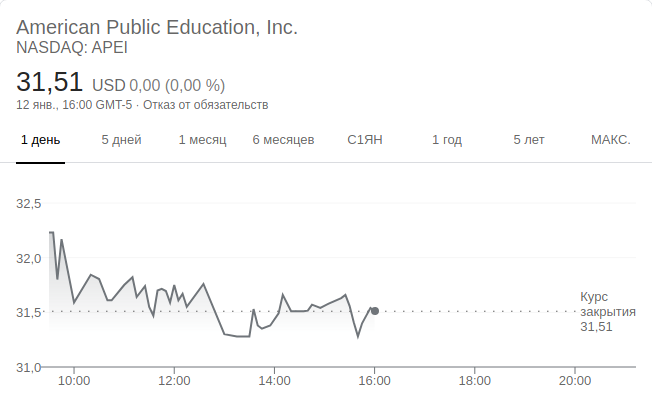 American Public Education, Inc.
NASDAQ: APEI
31,51 USD 0,00 (0,00 %)
12 янв., 16:00 GMT-5 · Отказ от обязательств
1 день 5 дней 1 месяц 6 месяцев С1ЯН 1 год 5 лет МАКС.
32,5
32,0
31,5
31,0
Курс
закрытия
31,51
10:00 12:00 14:00 16:00 18:00 20:00